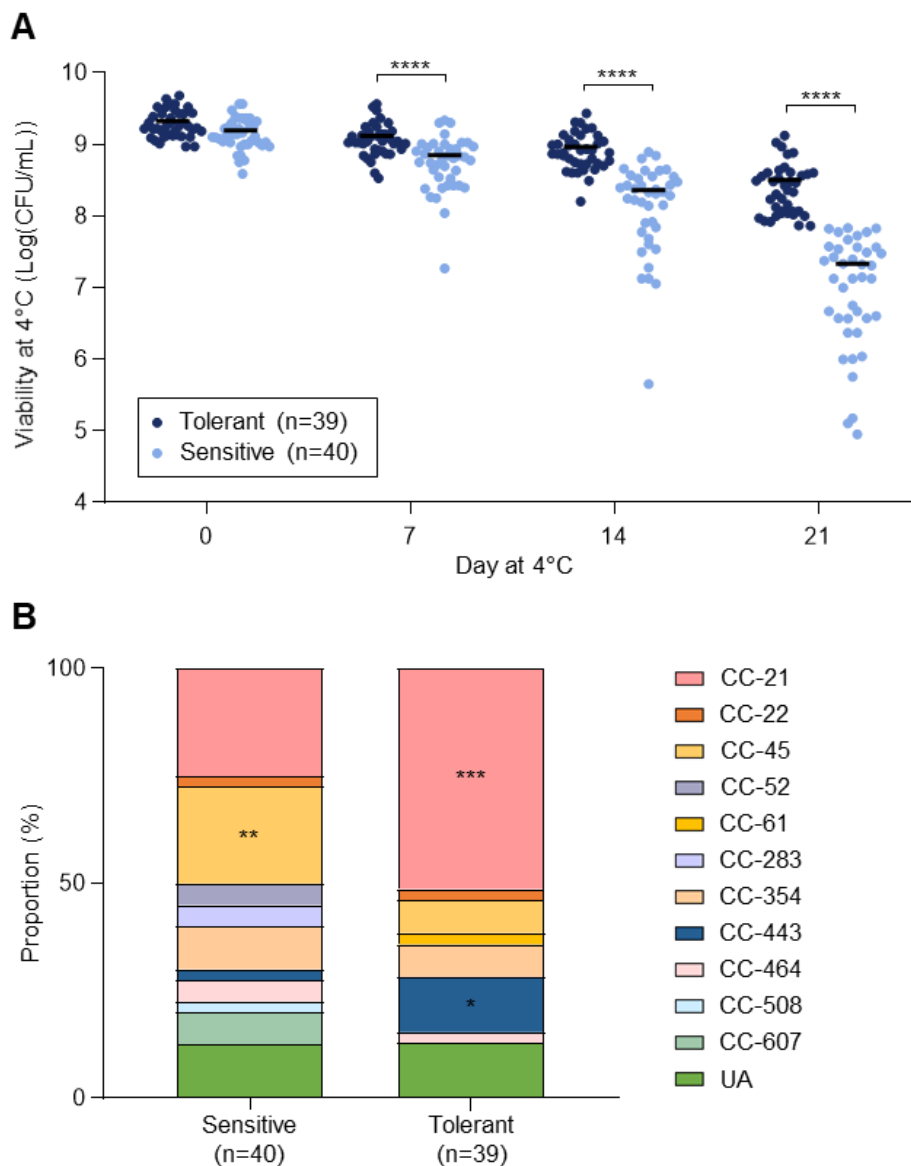 A
Viability at 4°C (Log(CFU/mL))
10
9
8
7
6
5
4
****
****
****
Tolerant (n=39)
Sensitive (n=40)
0 7 14 21
Day at 4°C
B
Proportion (%)
100
50
0
**
***
*
Sensitive
(n=40)
Tolerant
(n=39)
CC-21
CC-22
CC-45
CC-52
CC-61
CC-283
CC-354
CC-443
CC-464
CC-508
CC-607
UA